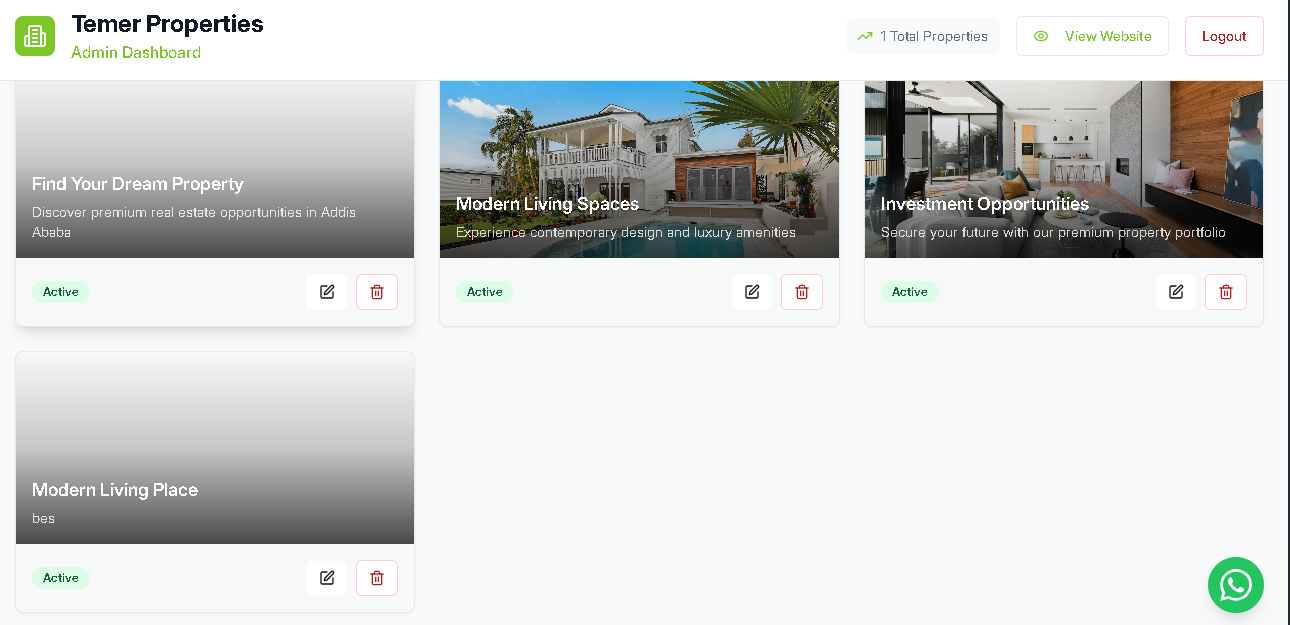 Temer Properties
Admin Dashboard
1 Total Properties
View Website
Logout
Find Your Dream Property
Discover premium real estate opportunities in Addis
Ababa
Active
Modern Living Spaces
Experience contemporary design and luxury amenities
Active
Investment Opportunities
Secure your future with our premium property portfolio
Active
Modern Living Place
bes
Active